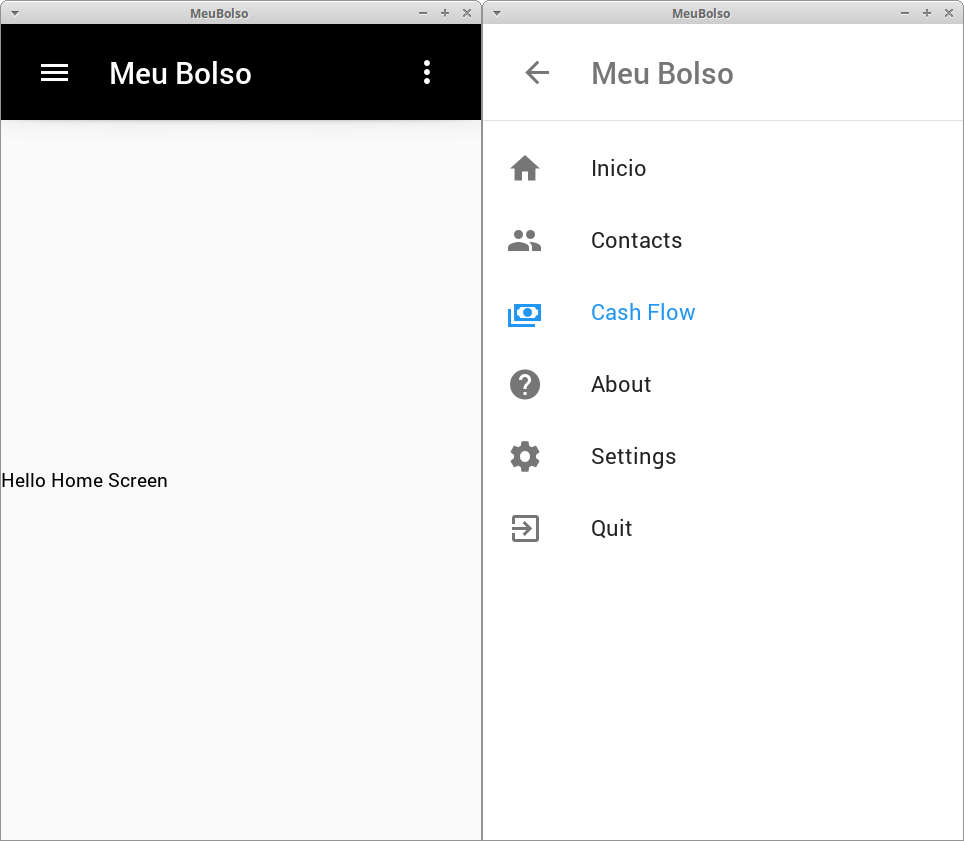 MeuBolso
Meu Bolso
Hello Home Screen
MeuBolso
Meu Bolso
Inicio
Contacts
Cash Flow
About
Settings
Quit